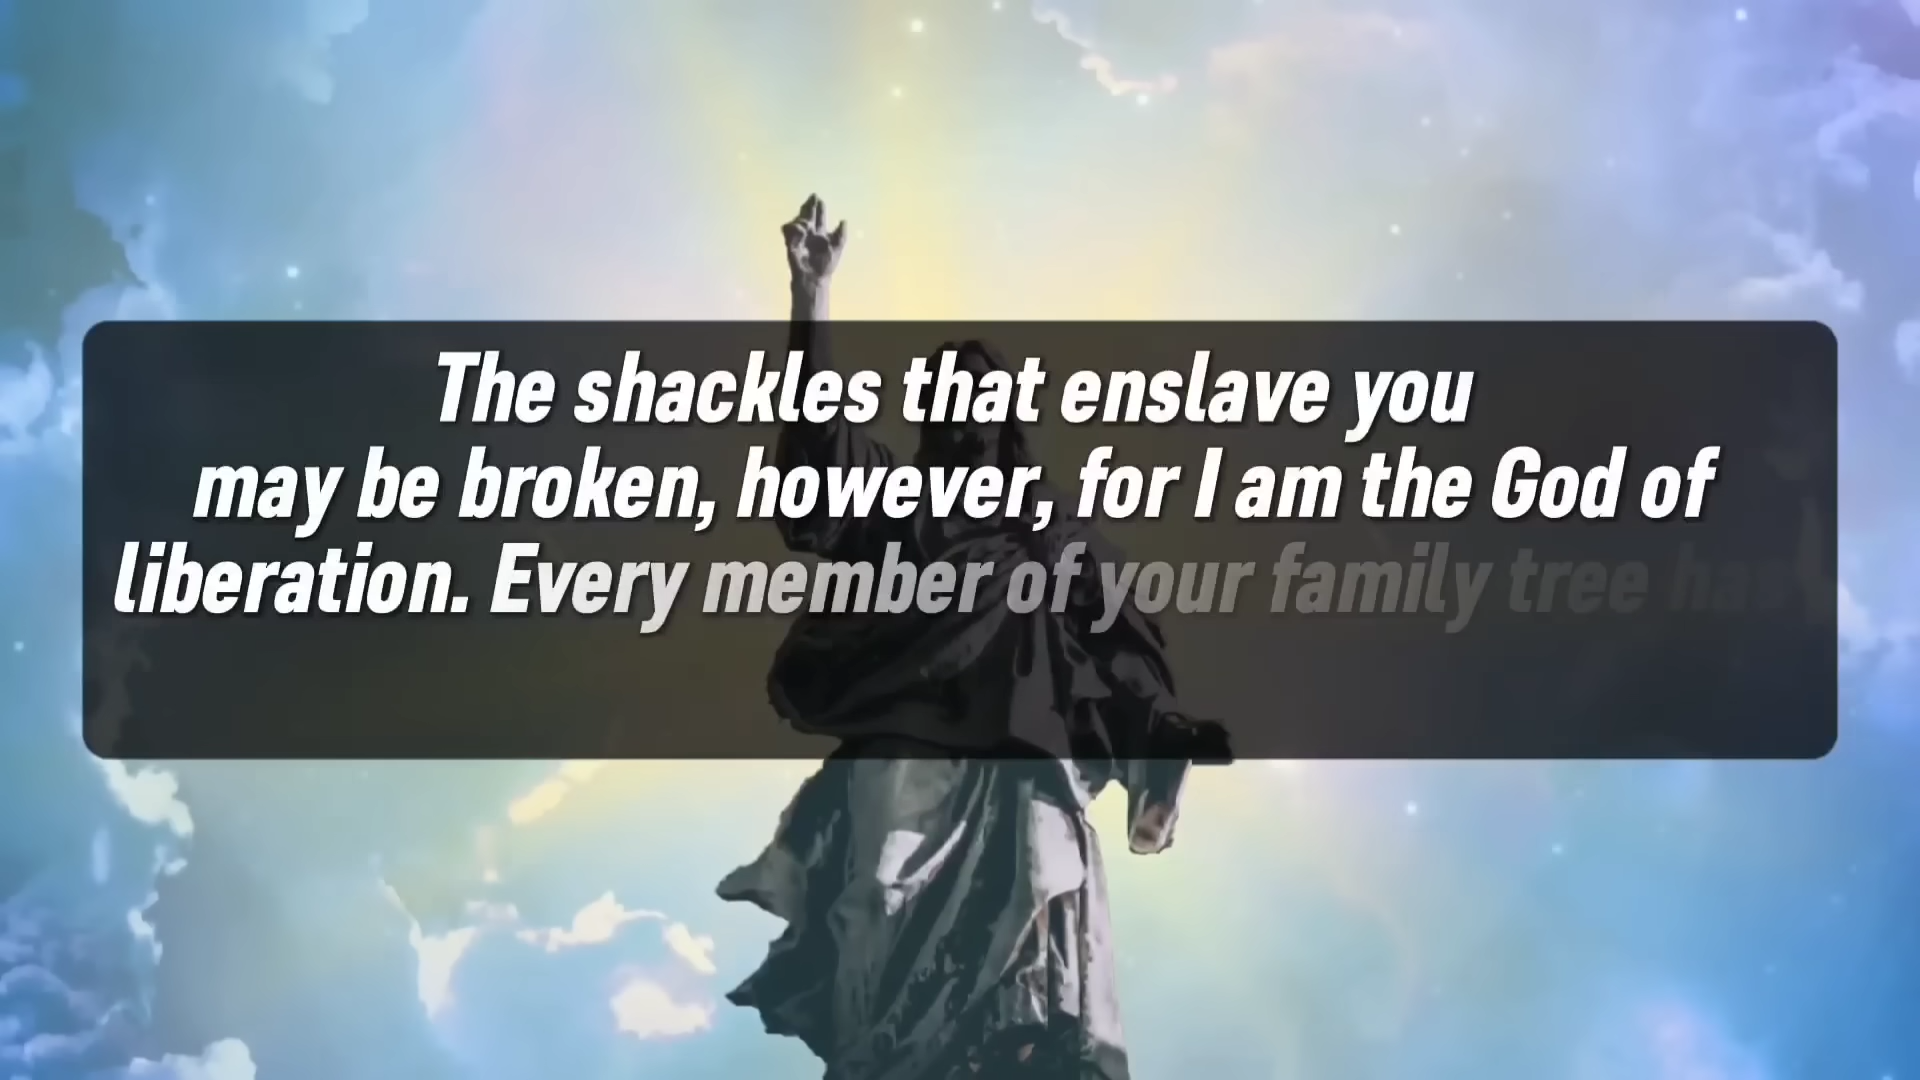 The shackles that enslave you
may be broken, however, for I am the God of
liberation. Every member of your family tree has